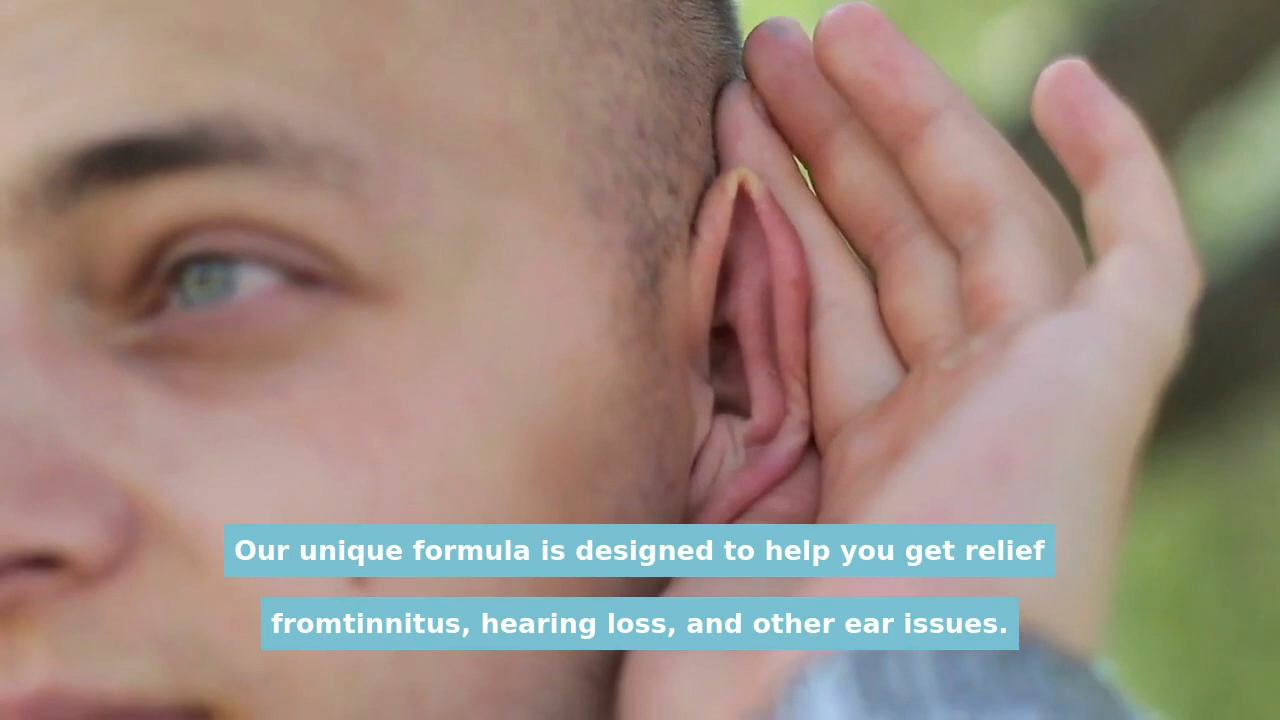 Our unique formula is designed to help you get relief
fromtinnitus, hearing loss, and other ear issues.